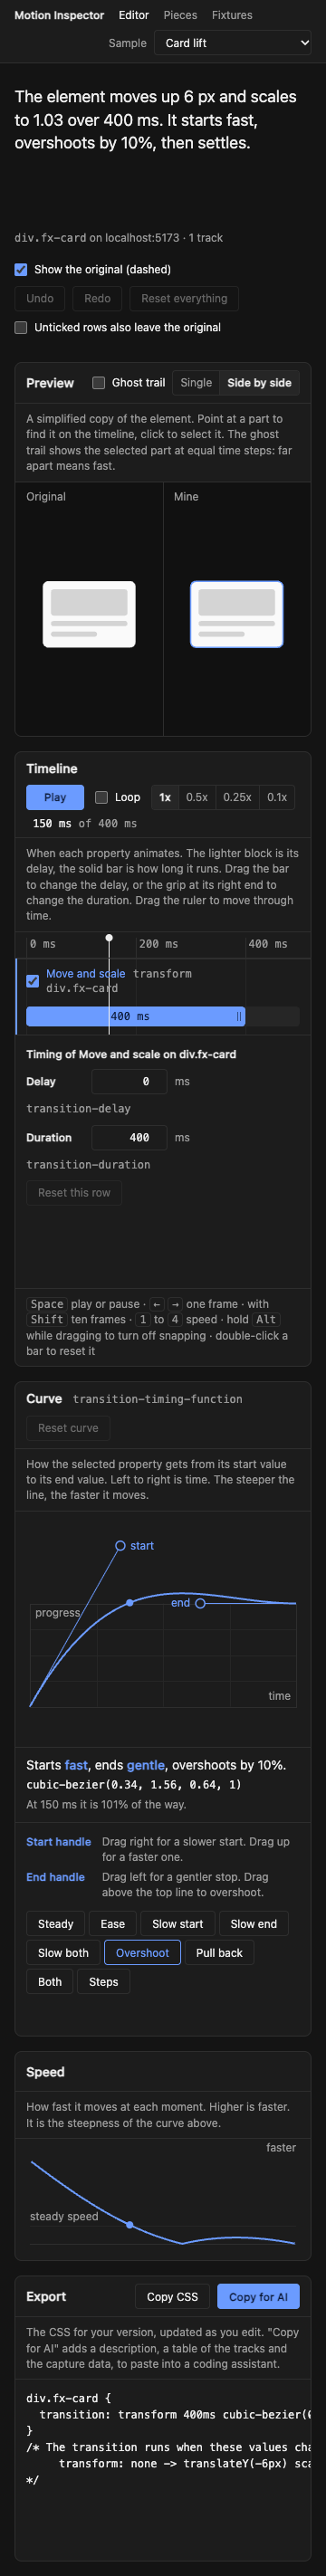 Motion Inspector Editor Pieces Fixtures
Sample Card lift
The element moves up 6 px and scales
to 1.03 over 400 ms. It starts fast,
overshoots by 10%, then settles.
div.fx-card on localhost:5173 · 1 track
Show the original (dashed)
Undo Redo Reset everything
Unticked rows also leave the original
Preview Ghost trail Single Side by side
A simplified copy of the element. Point at a part to
find it on the timeline, click to select it. The ghost
trail shows the selected part at equal time steps: far
apart means fast.
Original Mine
Timeline
Play Loop 1x 0.5x 0.25x 0.1x
150 ms of 400 ms
When each property animates. The lighter block is its
delay, the solid bar is how long it runs. Drag the bar
to change the delay, or the grip at its right end to
change the duration. Drag the ruler to move through
time.
0 ms 200 ms 400 ms
Move and scale transform
div.fx-card
400 ms
Timing of Move and scale on div.fx-card
Delay 0 ms
transition-delay
Duration 400 ms
transition-duration
Reset this row
Space play or pause · ← → one frame · with
Shift ten frames · 1 to 4 speed · hold Alt
while dragging to turn off snapping · double-click a
bar to reset it
Curve transition-timing-function
Reset curve
How the selected property gets from its start value
to its end value. Left to right is time. The steeper the
line, the faster it moves.
start
end
progress
time
Starts fast, ends gentle, overshoots by 10%.
cubic-bezier(0.34, 1.56, 0.64, 1)
At 150 ms it is 101% of the way.
Start handle Drag right for a slower start. Drag up
for a faster one.
End handle Drag left for a gentler stop. Drag
above the top line to overshoot.
Steady Ease Slow start Slow end
Slow both Overshoot Pull back
Both Steps
Speed
How fast it moves at each moment. Higher is faster.
It is the steepness of the curve above.
faster
steady speed
Export Copy CSS Copy for AI
The CSS for your version, updated as you edit. "Copy
for AI" adds a description, a table of the tracks and
the capture data, to paste into a coding assistant.
div.fx-card {
transition: transform 400ms cubic-bezier(0
}
/* The transition runs when these values cha
transform: none -> translateY(-6px) sca
*/